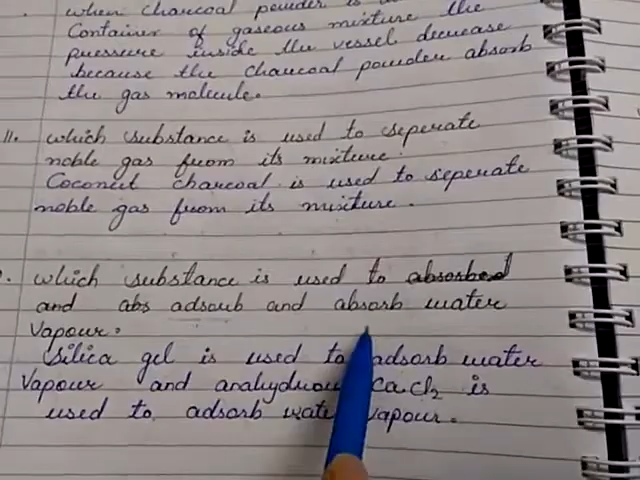 when charcoal powder is
Container of gaseous mixture the
pressure inside the vessel decrease
because the charcoal powder absorb
the gas molecule.
11. which substance is used to seperate
noble gas from its mixture.
Coconut charcoal is used to seperate
noble gas from its mixture.
which substance is used to absorbed
and abs adsorb and absorb water
Vapour.
Silica gel is used to adsorb water
Vapour and anahydrous CaCl2 is
used to adsorb water vapour.